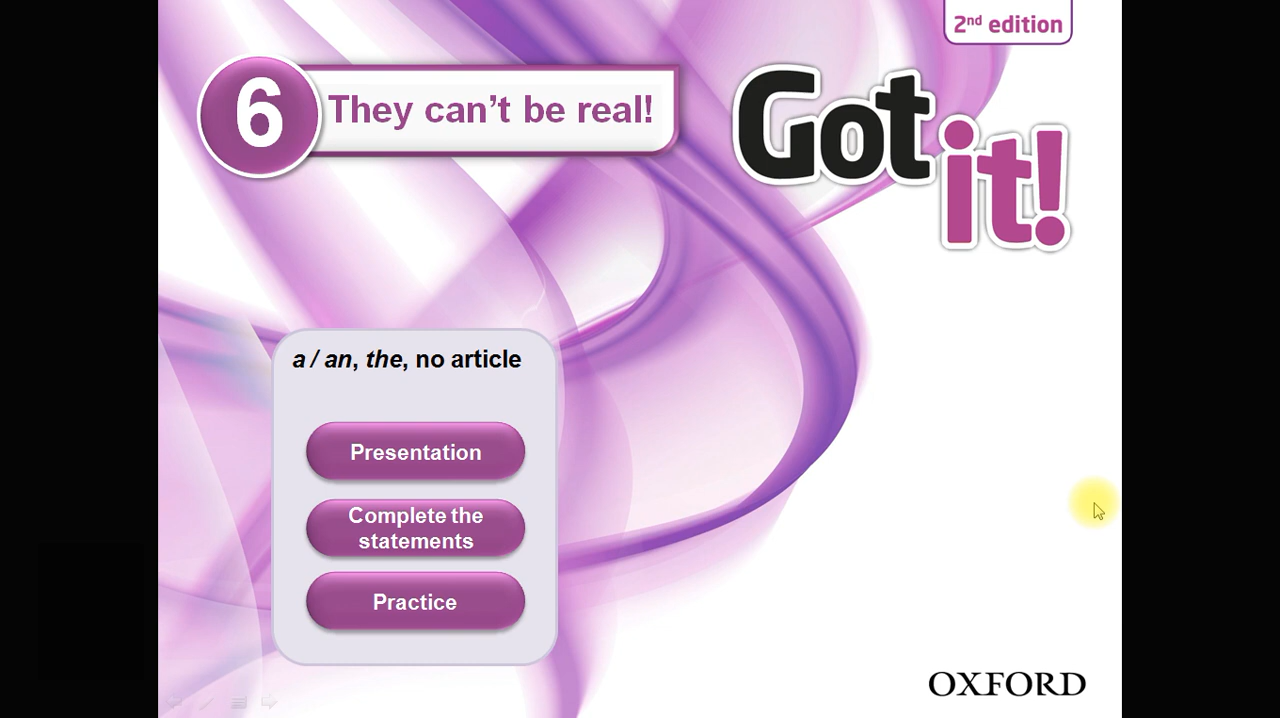 2nd edition
6
They can't be real!
Got
it!
a / an, the, no article
Presentation
Complete the
statements
Practice
OXFORD